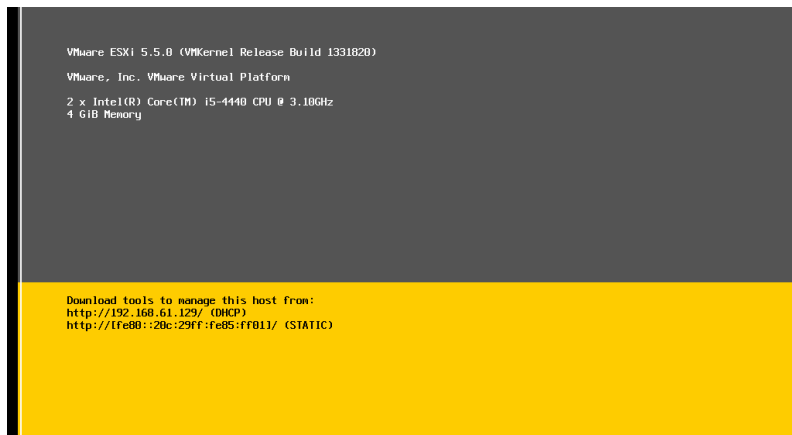 VMware ESXi 5.5.0 (VMKernel Release Build 1331820)
VMware, Inc. VMware Virtual Platform
2 x Intel(R) Core(TM) i5-4440 CPU @ 3.10GHz
4 GiB Memory
Download tools to manage this host from:
http://192.168.61.129/ (DHCP)
http://[fe80::20c:29ff:fe85:ff01]/ (STATIC)